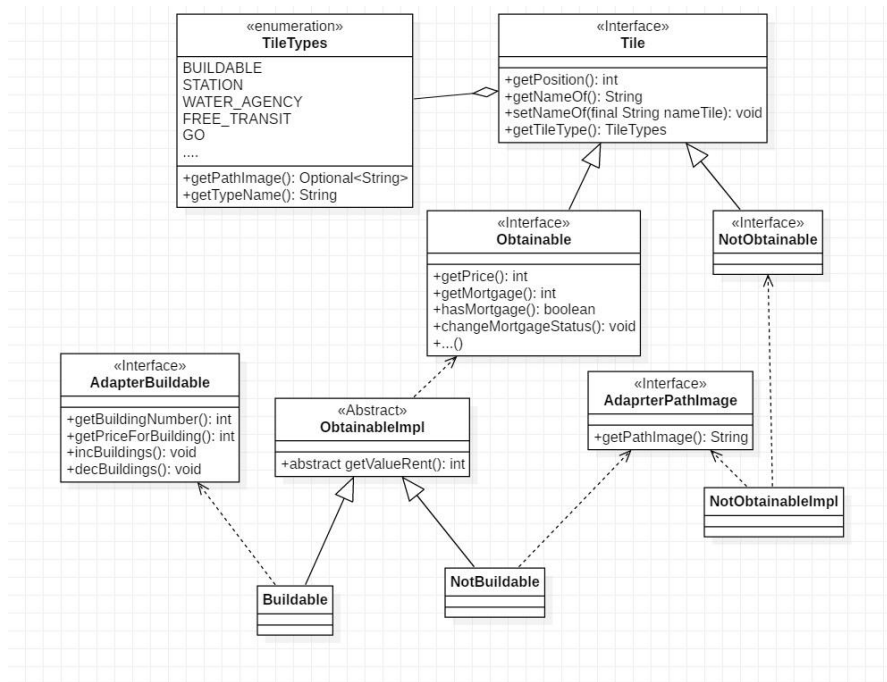 «enumeration»
TileTypes
BUILDABLE
STATION
WATER_AGENCY
FREE_TRANSIT
GO
....
+getPathImage(): Optional<String>
+getTypeName(): String
«Interface»
Tile
+getPosition(): int
+getNameOf(): String
+setNameOf(final String nameTile): void
+getTileType(): TileTypes
«Interface»
Obtainable
+getPrice(): int
+getMortgage(): int
+hasMortgage(): boolean
+changeMortgageStatus(): void
+...()
«Interface»
NotObtainable
«Interface»
AdapterBuildable
+getBuildingNumber(): int
+getPriceForBuilding(): int
+incBuildings(): void
+decBuildings(): void
«Abstract»
ObtainableImpl
+abstract getValueRent(): int
«Interface»
AdaprterPathImage
+getPathImage(): String
NotObtainableImpl
Buildable
NotBuildable